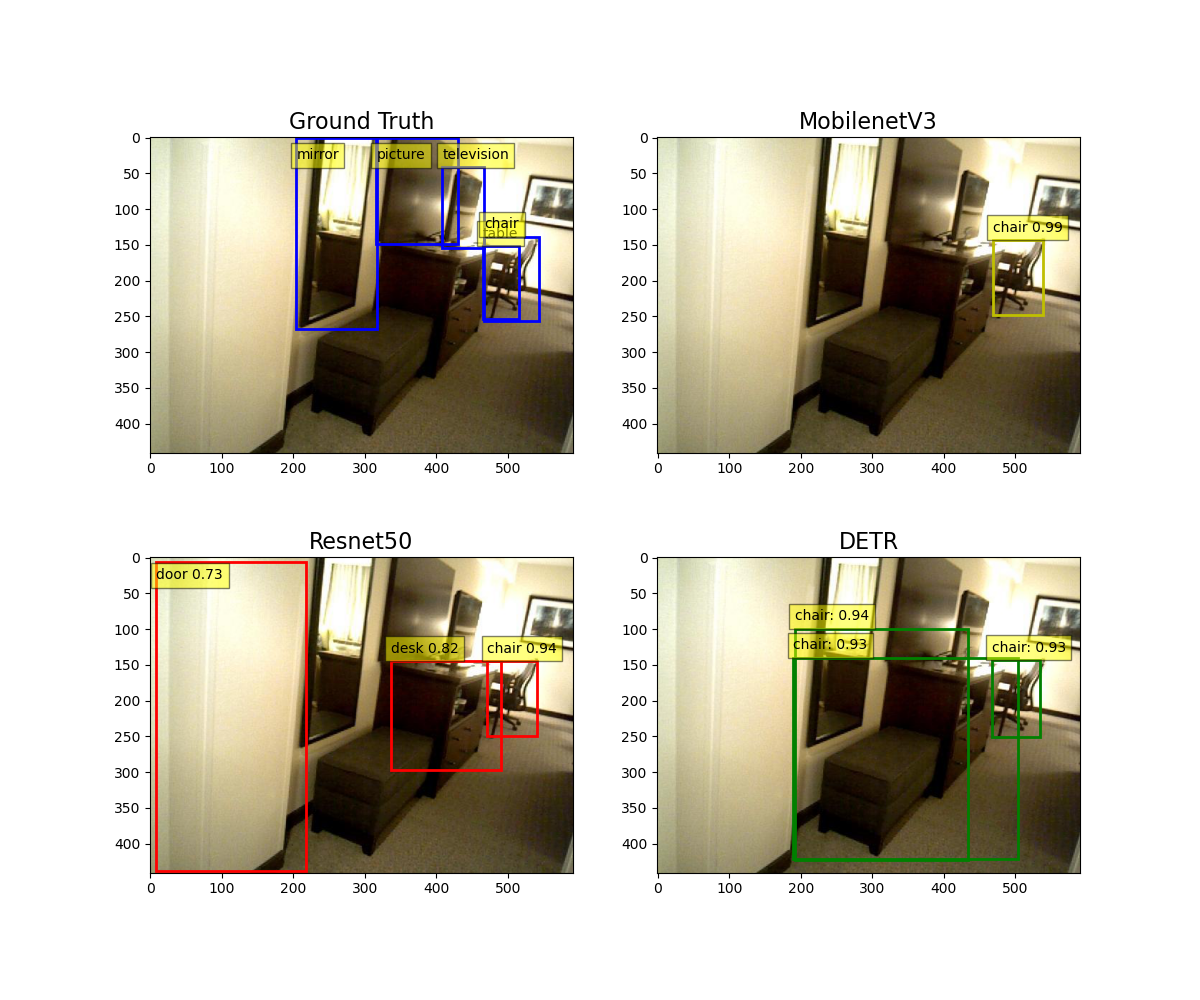 Ground Truth
MobilenetV3
0
50
100
150
200
250
300
350
400
0 100 200 300 400 500
mirror picture television
chair
table
0
50
100
150
200
250
300
350
400
0 100 200 300 400 500
chair 0.99
Resnet50
DETR
0
50
100
150
200
250
300
350
400
0 100 200 300 400 500
door 0.73
desk 0.82 chair 0.94
0
50
100
150
200
250
300
350
400
0 100 200 300 400 500
chair: 0.94
chair: 0.93 chair: 0.93